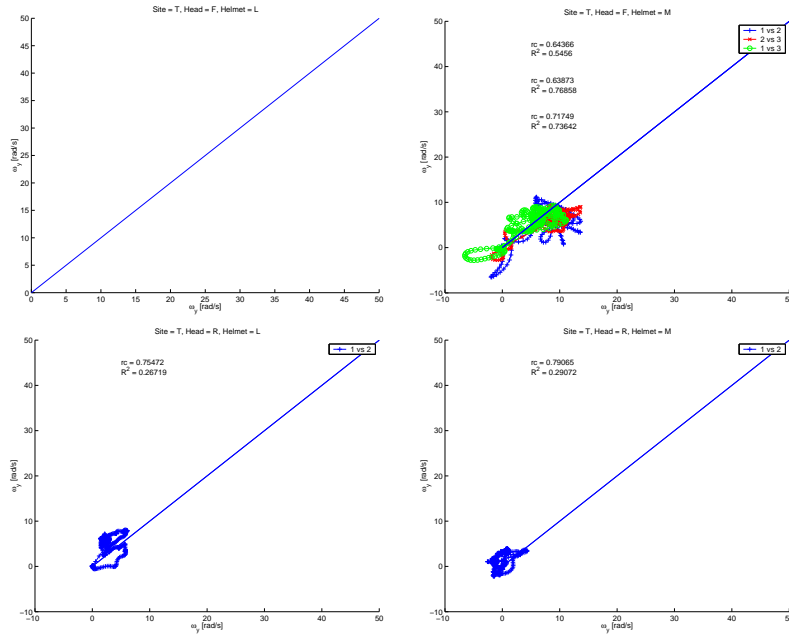 Site = T, Head = F, Helmet = L
50
45
40
35
30
25
20
15
10
5
0
ω_y [rad/s]
0 5 10 15 20 25 30 35 40 45 50
ω_y [rad/s]
Site = T, Head = F, Helmet = M
1 vs 2
2 vs 3
1 vs 3
rc = 0.64366
R² = 0.5456
rc = 0.63873
R² = 0.76858
rc = 0.71749
R² = 0.73642
50
40
30
20
10
0
−10
ω_y [rad/s]
−10 0 10 20 30 40 50
ω_y [rad/s]
Site = T, Head = R, Helmet = L
1 vs 2
rc = 0.75472
R² = 0.26719
50
40
30
20
10
0
−10
ω_y [rad/s]
−10 0 10 20 30 40 50
ω_y [rad/s]
Site = T, Head = R, Helmet = M
1 vs 2
rc = 0.79065
R² = 0.29072
50
40
30
20
10
0
−10
ω_y [rad/s]
−10 0 10 20 30 40 50
ω_y [rad/s]